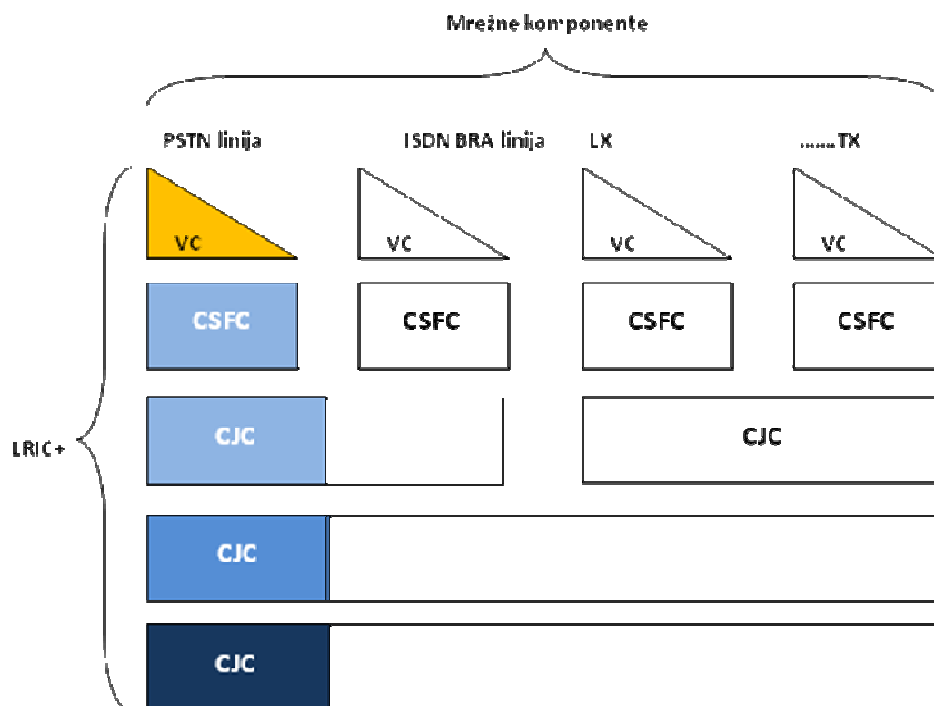 Mrežne komponente
PSTN linija ISDN BRA linija LX .......TX
VC VC VC VC
CSFC CSFC CSFC CSFC
CJC CJC
LRIC+
CJC
CJC